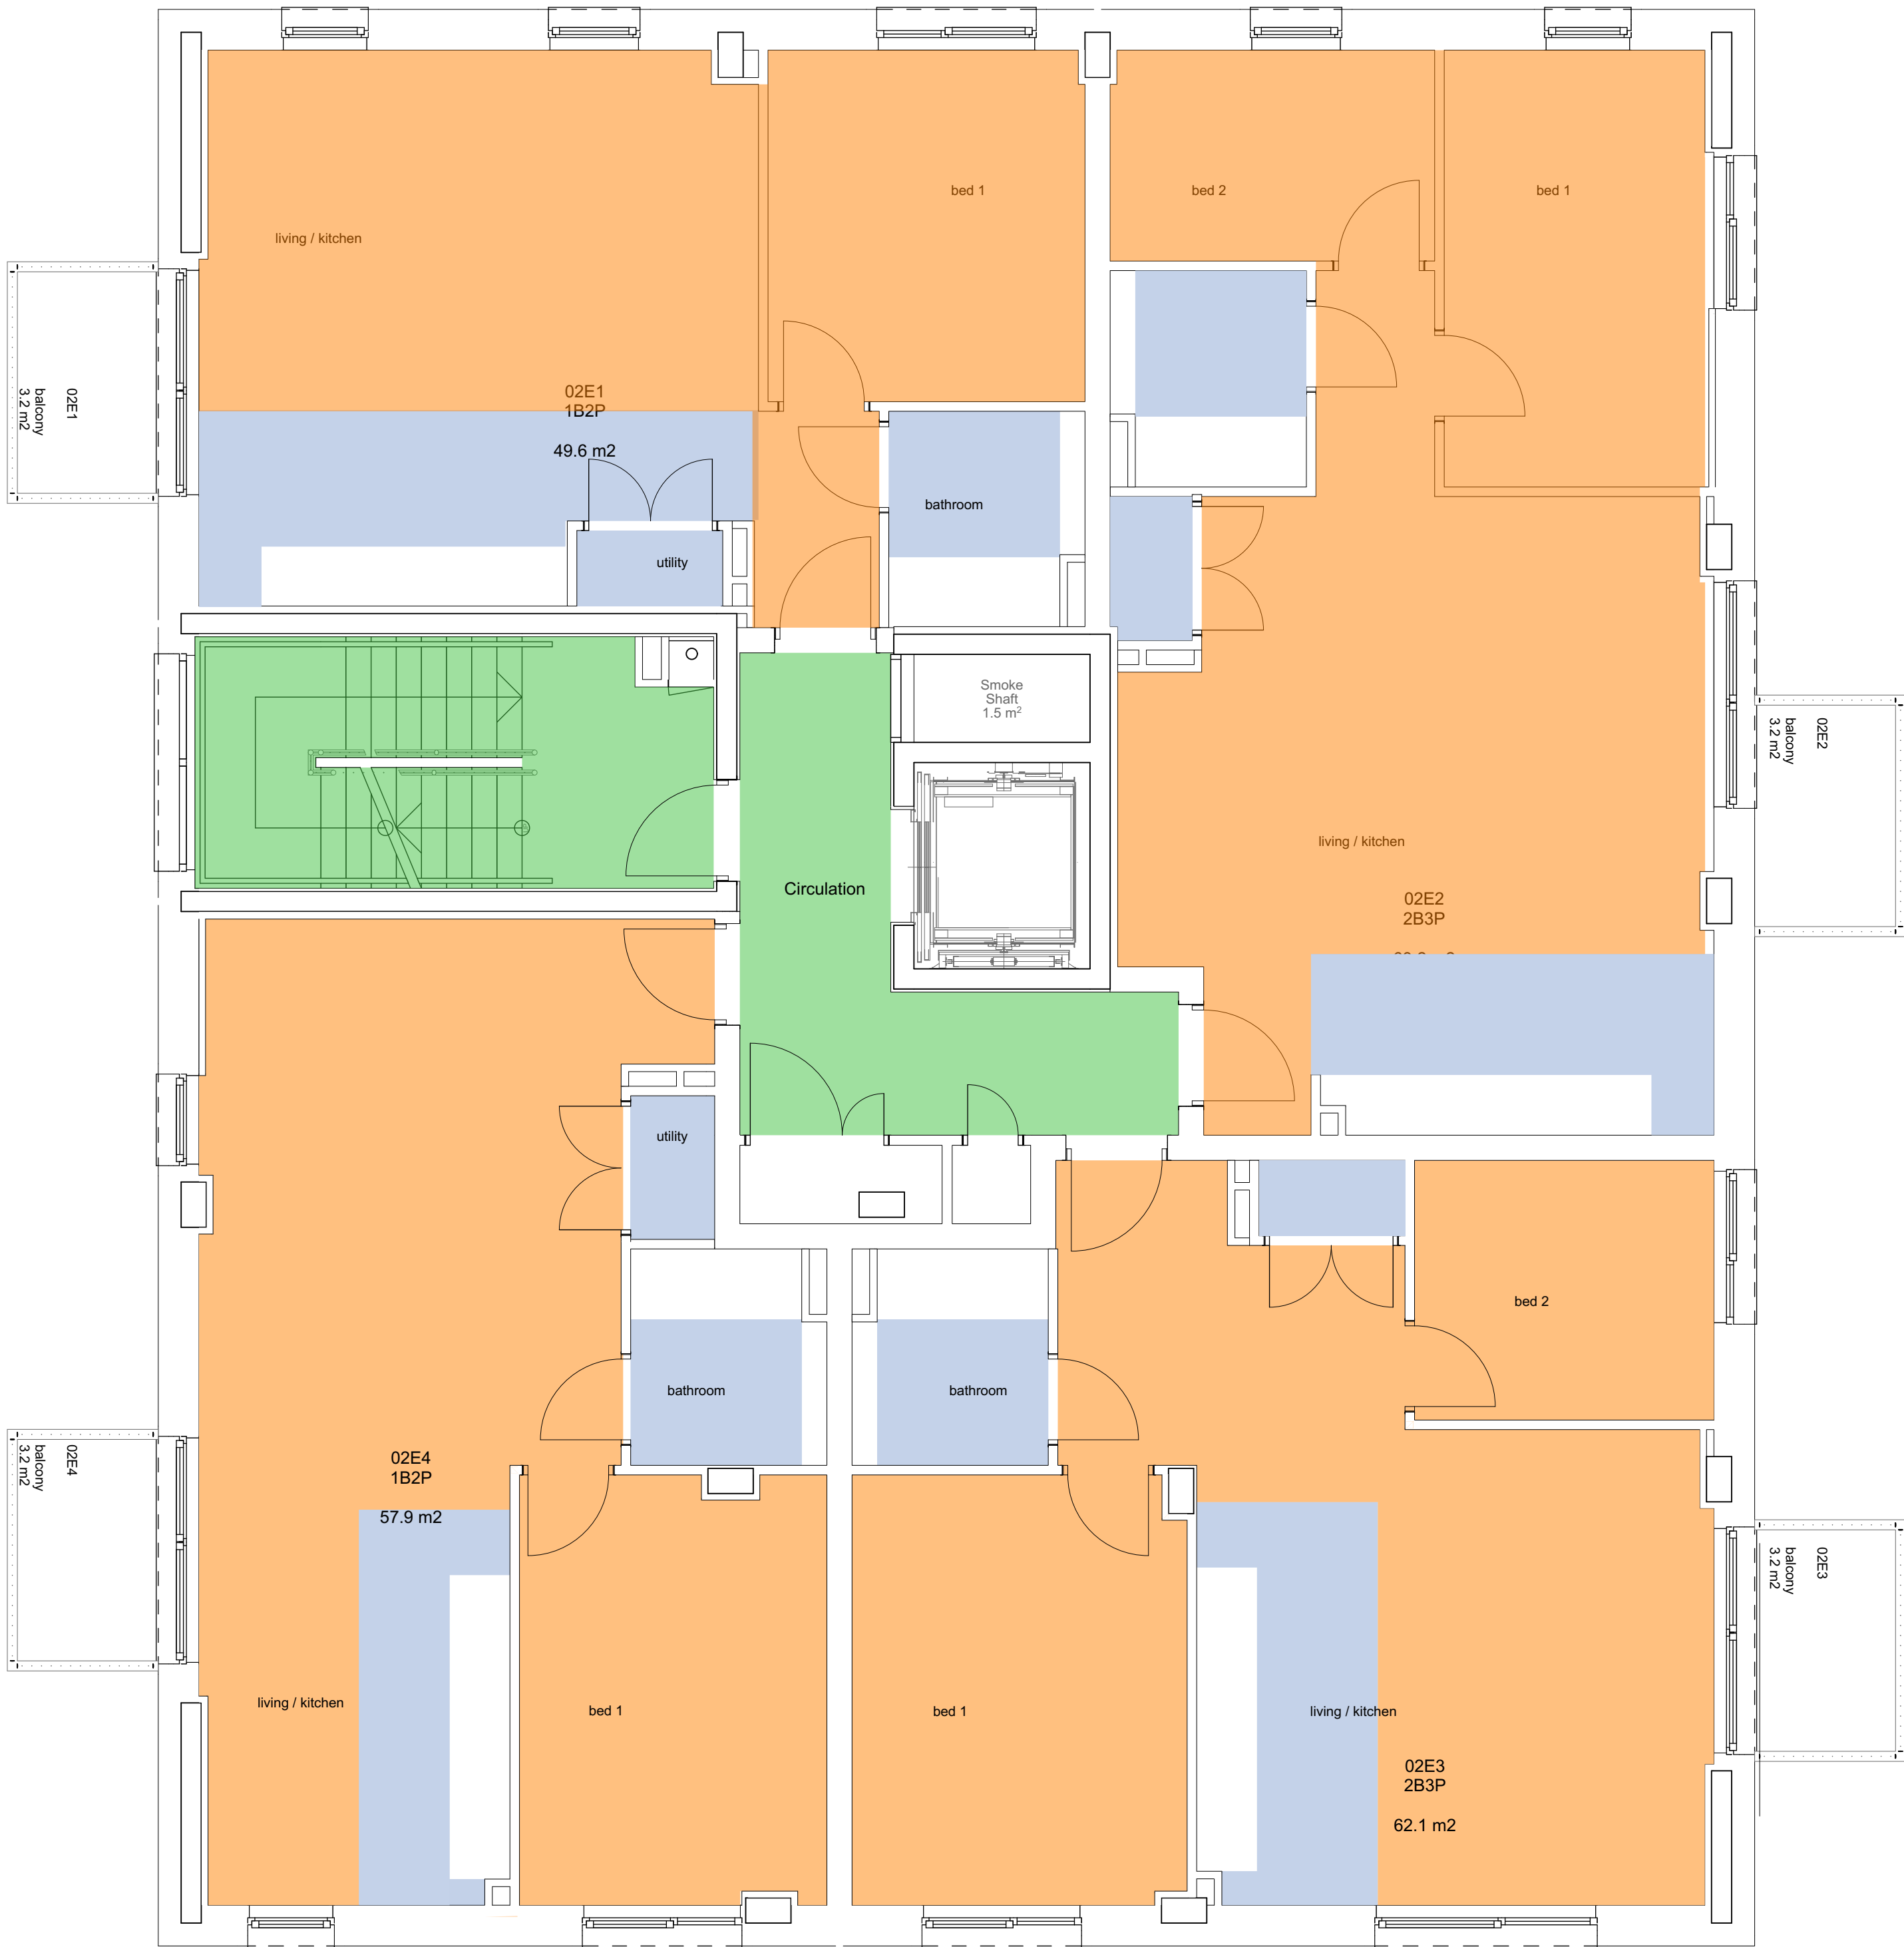 bed 1
bed 2
bed 1
living / kitchen
02E1
1B2P
49.6 m2
02E1
balcony
3.2 m2
bathroom
utility
Smoke
Shaft
1.5 m²
02E2
balcony
3.2 m2
living / kitchen
Circulation
02E2
2B3P
utility
bed 2
bathroom
bathroom
02E4
1B2P
57.9 m2
02E4
balcony
3.2 m2
02E3
balcony
3.2 m2
living / kitchen
bed 1
bed 1
living / kitchen
02E3
2B3P
62.1 m2